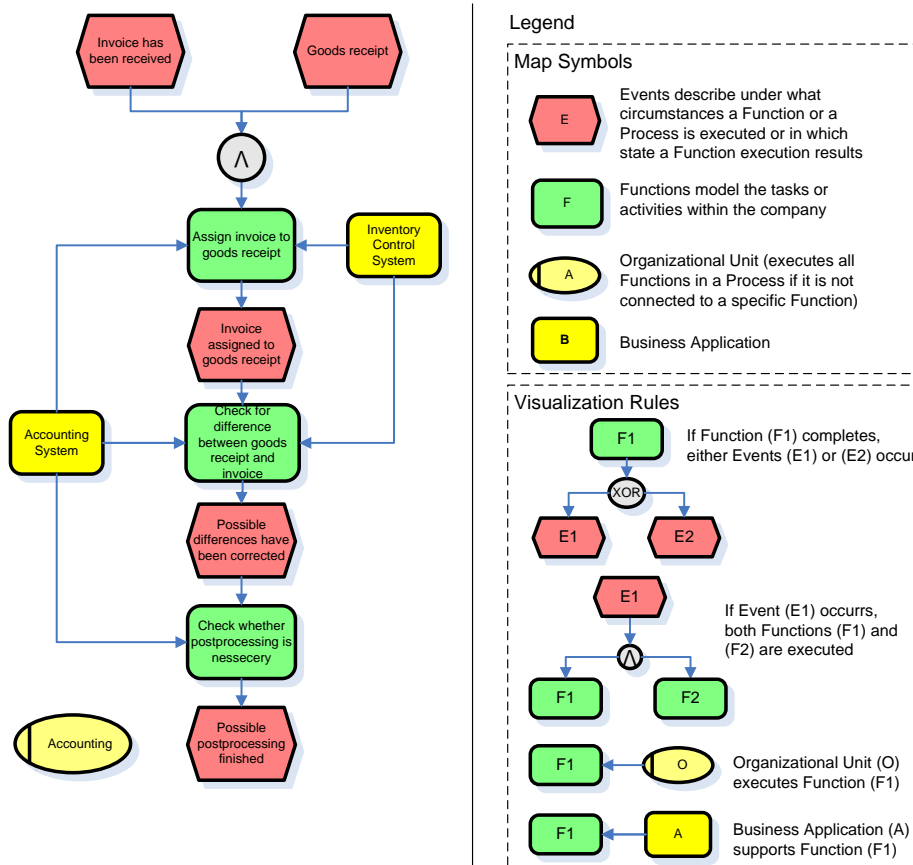 Invoice has
been received
Goods receipt
Λ
Assign invoice to
goods receipt
Inventory
Control
System
Invoice
assigned to
goods receipt
Accounting
System
Check for
difference
between goods
receipt and
invoice
Possible
differences have
been corrected
Check whether
postprocessing is
nessecery
Accounting
Possible
postprocessing
finished
Legend
Map Symbols
E
Events describe under what
circumstances a Function or a
Process is executed or in which
state a Function execution results
F
Functions model the tasks or
activities within the company
A
Organizational Unit (executes all
Functions in a Process if it is not
connected to a specific Function)
B
Business Application
Visualization Rules
F1
If Function (F1) completes,
either Events (E1) or (E2) occur
XOR
E1
E2
E1
If Event (E1) occurrs,
both Functions (F1) and
(F2) are executed
Λ
F1
F2
F1
O
Organizational Unit (O)
executes Function (F1)
F1
A
Business Application (A)
supports Function (F1)